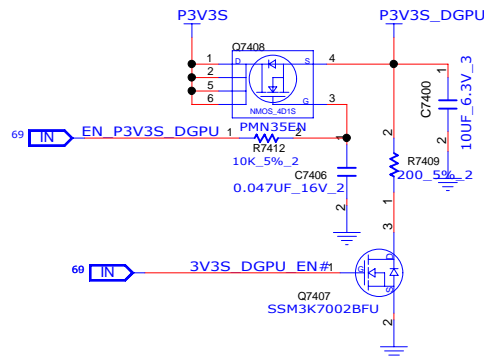 P3V3S
P3V3S_DGPU
Q7408
1
D
S
4
2
5
6
G
3
NMOS_4D1S
PMN35EN
C7400
10UF_6.3V_3
1
2
69
IN
EN_P3V3S_DGPU
1
2
R7412
10K_5%_2
1
C7406
0.047UF_16V_2
2
2
R7409
200_5%_2
1
3
D
69
IN
3V3S_DGPU_EN#
1
G
S
Q7407
SSM3K7002BFU
2